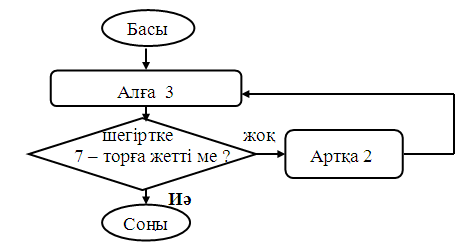 Басы
Алға  3
шегіртке
7 – торға жетті ме ?
жоқ
Артқа 2
Иә
Соңы